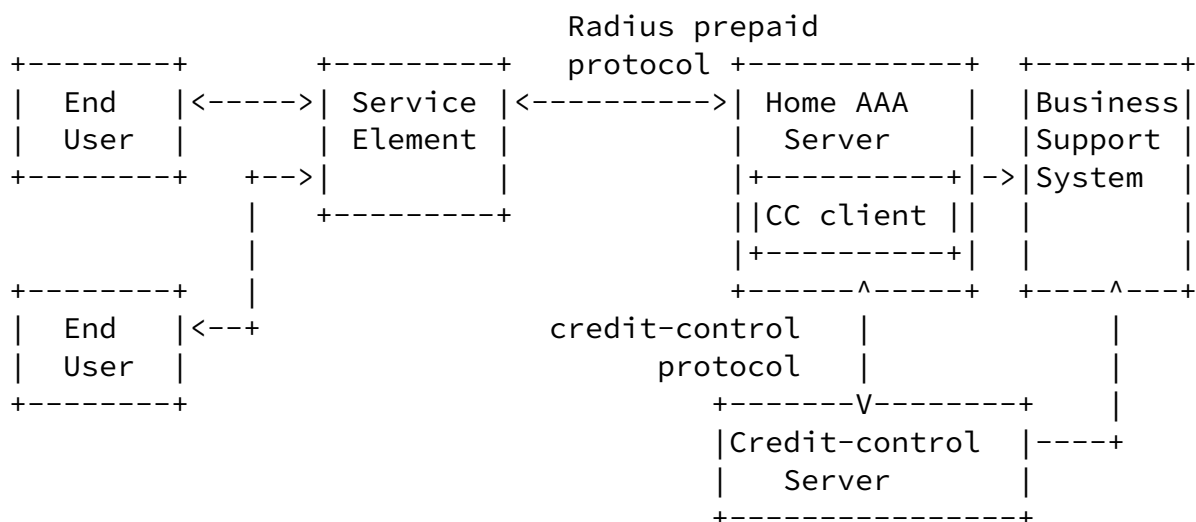 Radius prepaid
+--------+         +---------+   protocol +------------+  +--------+
|  End   |<----->| Service |<---------->| Home AAA   |  |Business|
|  User  |       | Element |            |  Server    |  |Support |
+--------+   +-->|         |            |+----------+|->|System  |
             |   +---------+            ||CC client ||  |        |
             |                          |+----------+|  |        |
+--------+   |                          +------^-----+  +----^---+
|  End   |<--+                credit-control   |             |
|  User  |                          protocol   |             |
+--------+                             +-------V--------+    |
                                       |Credit-control  |----+
                                       |   Server       |
                                       +----------------+